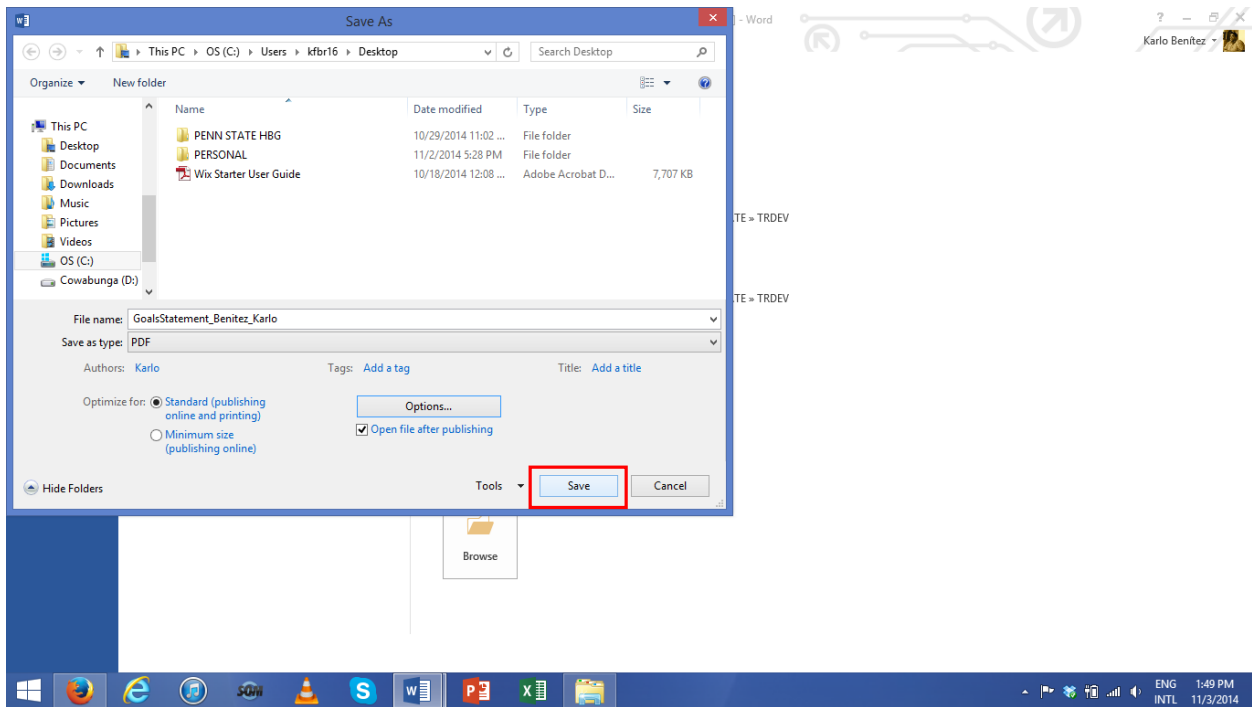 Save As
] - Word
Karlo Benítez
This PC
OS (C:)
Users
kfbr16
Desktop
Search Desktop
Organize
New folder
Name
Date modified
Type
Size
This PC
Desktop
Documents
Downloads
Music
Pictures
Videos
OS (C:)
Cowabunga (D:)
PENN STATE HBG 10/29/2014 11:02 ... File folder
PERSONAL 11/2/2014 5:28 PM File folder
Wix Starter User Guide 10/18/2014 12:08 ... Adobe Acrobat D... 7,707 KB
TE » TRDEV
TE » TRDEV
File name: GoalsStatement_Benitez_Karlo
Save as type: PDF
Authors: Karlo
Tags: Add a tag
Title: Add a title
Optimize for: Standard (publishing
online and printing)
Minimum size
(publishing online)
Options...
Open file after publishing
Hide Folders
Tools
Save
Cancel
Browse
ENG 1:49 PM
INTL 11/3/2014